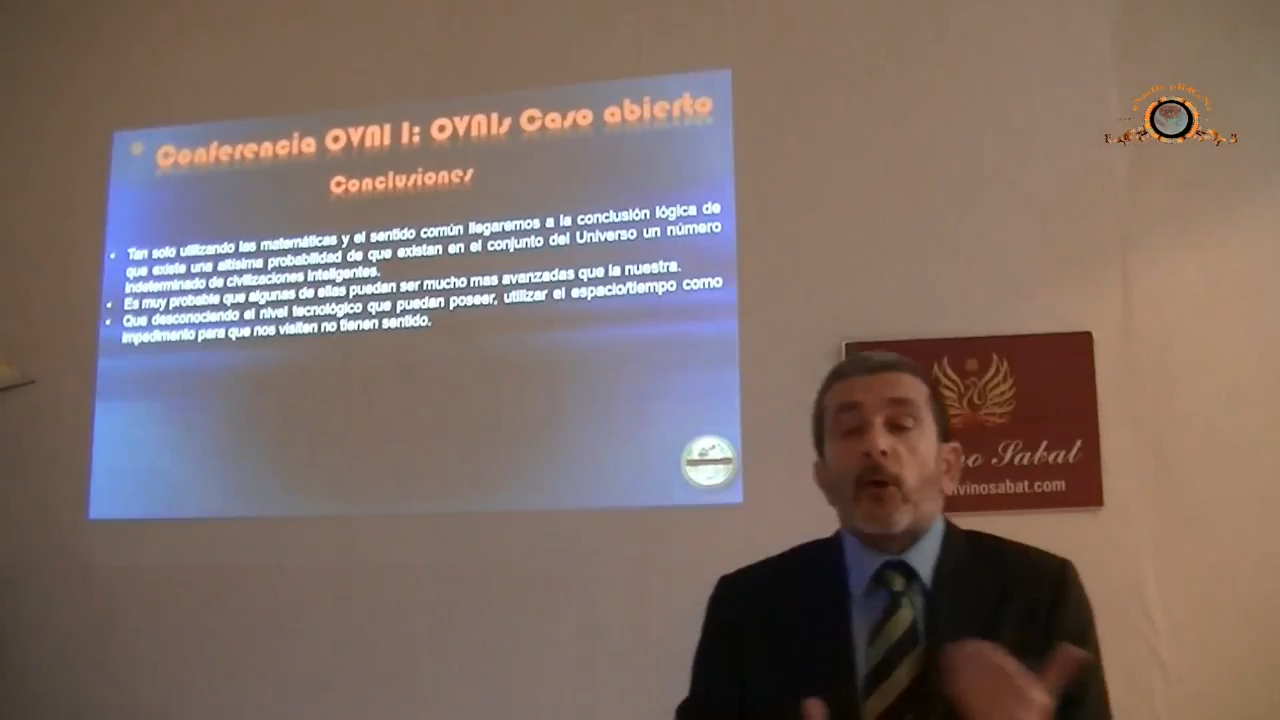 Conferencia OVNI I: OVNIs Caso abierto
Conclusiones
Tan solo utilizando las matemáticas y el sentido común llegaremos a la conclusión lógica de
que existe una altísima probabilidad de que existan en el conjunto del Universo un número
indeterminado de civilizaciones inteligentes.
Es muy probable que algunas de ellas puedan ser mucho mas avanzadas que la nuestra.
Que desconociendo el nivel tecnológico que puedan poseer, utilizar el espacio/tiempo como
impedimento para que nos visiten no tienen sentido.
no Sabat
ivinosabat.com